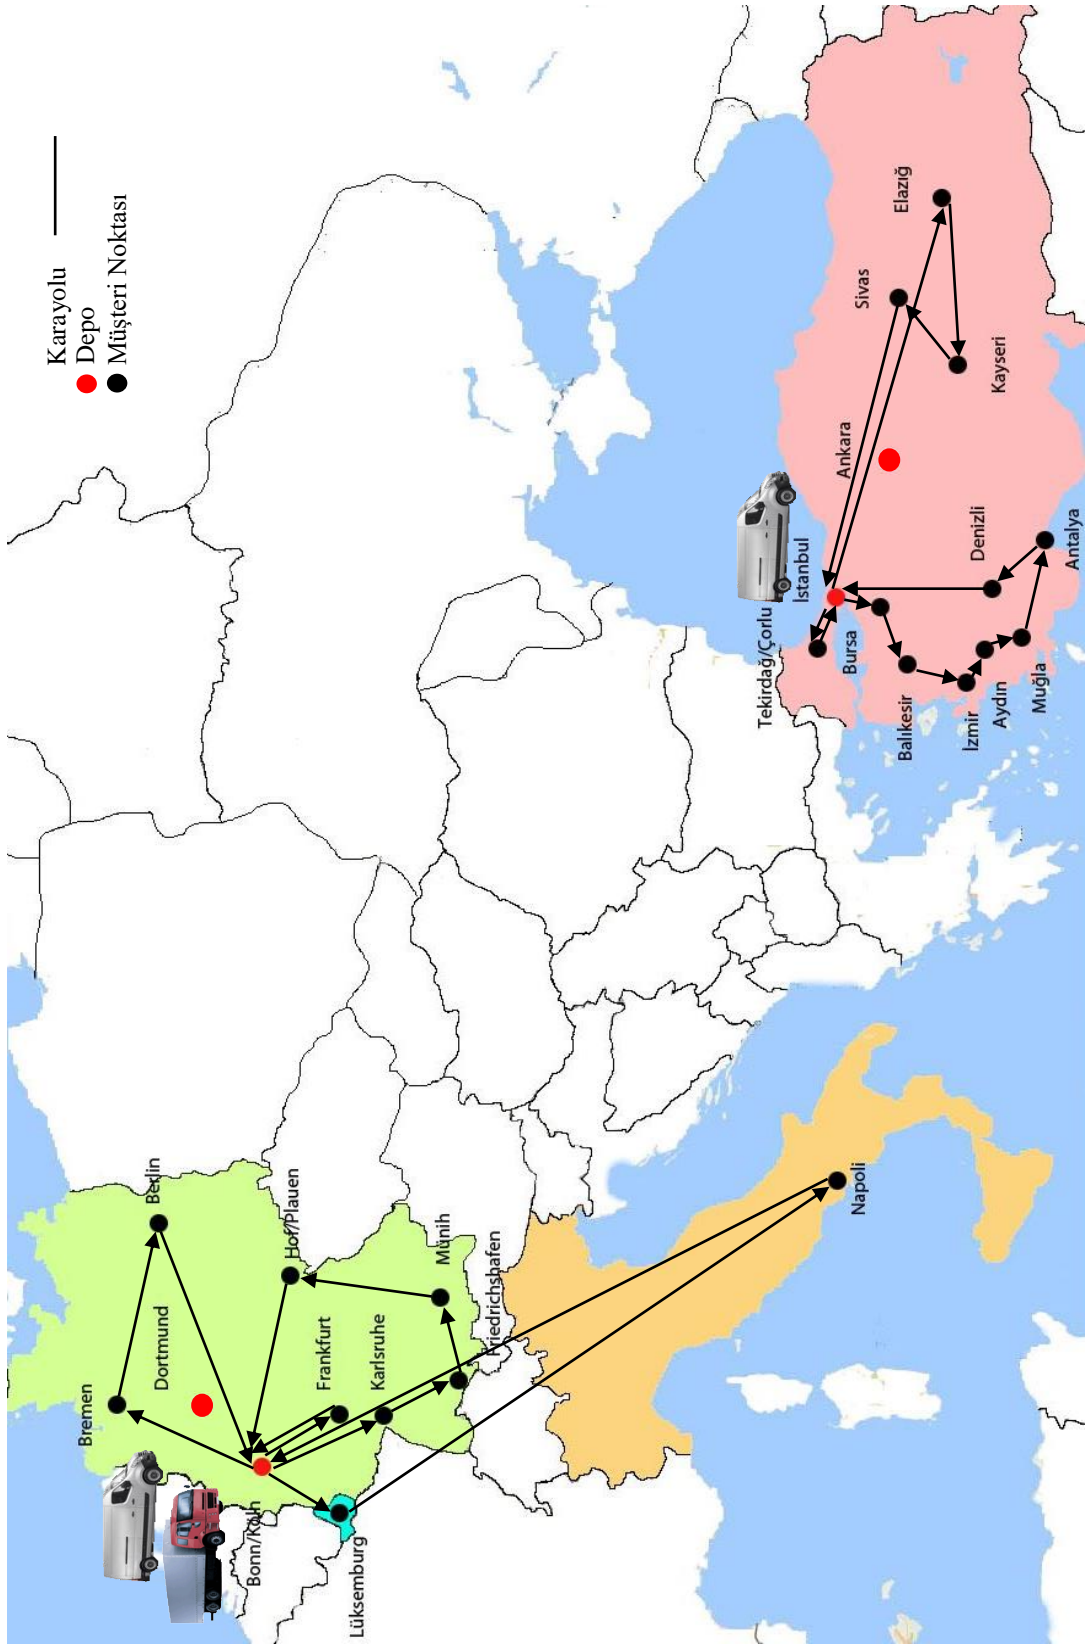 Karayolu
Depo
Müşteri Noktası
Bremen
Berlin
Dortmund
Hof/Plauen
Bonn/Köln
Frankfurt
Karlsruhe
Münih
Friedrichshafen
Lüksemburg
Napoli
Tekirdağ/Çorlu
İstanbul
Bursa
Balıkesir
İzmir
Aydın
Muğla
Antalya
Denizli
Ankara
Sivas
Elazığ
Kayseri